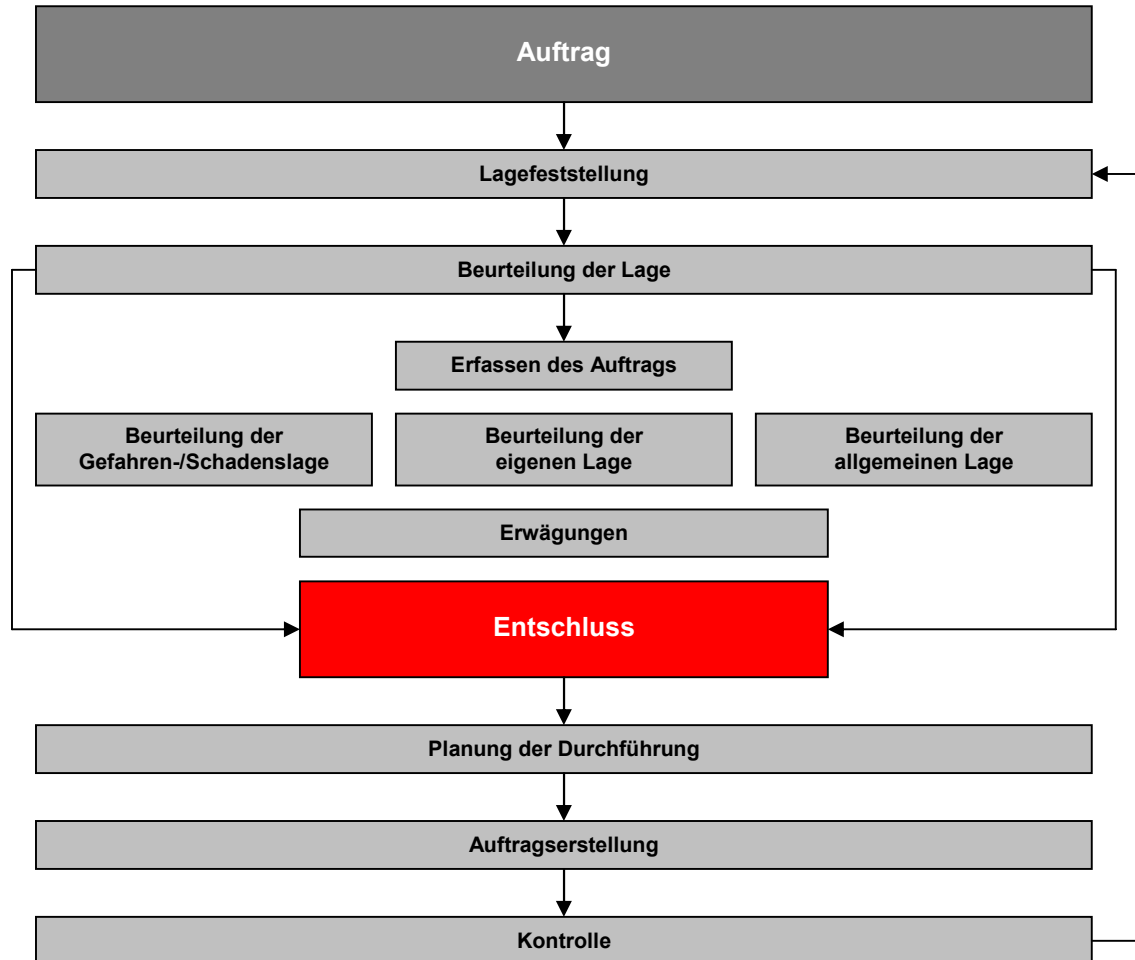 Auftrag
Lagefeststellung
Beurteilung der Lage
Erfassen des Auftrags
Beurteilung der
Gefahren-/Schadenslage
Beurteilung der
eigenen Lage
Beurteilung der
allgemeinen Lage
Erwägungen
Entschluss
Planung der Durchführung
Auftragserstellung
Kontrolle